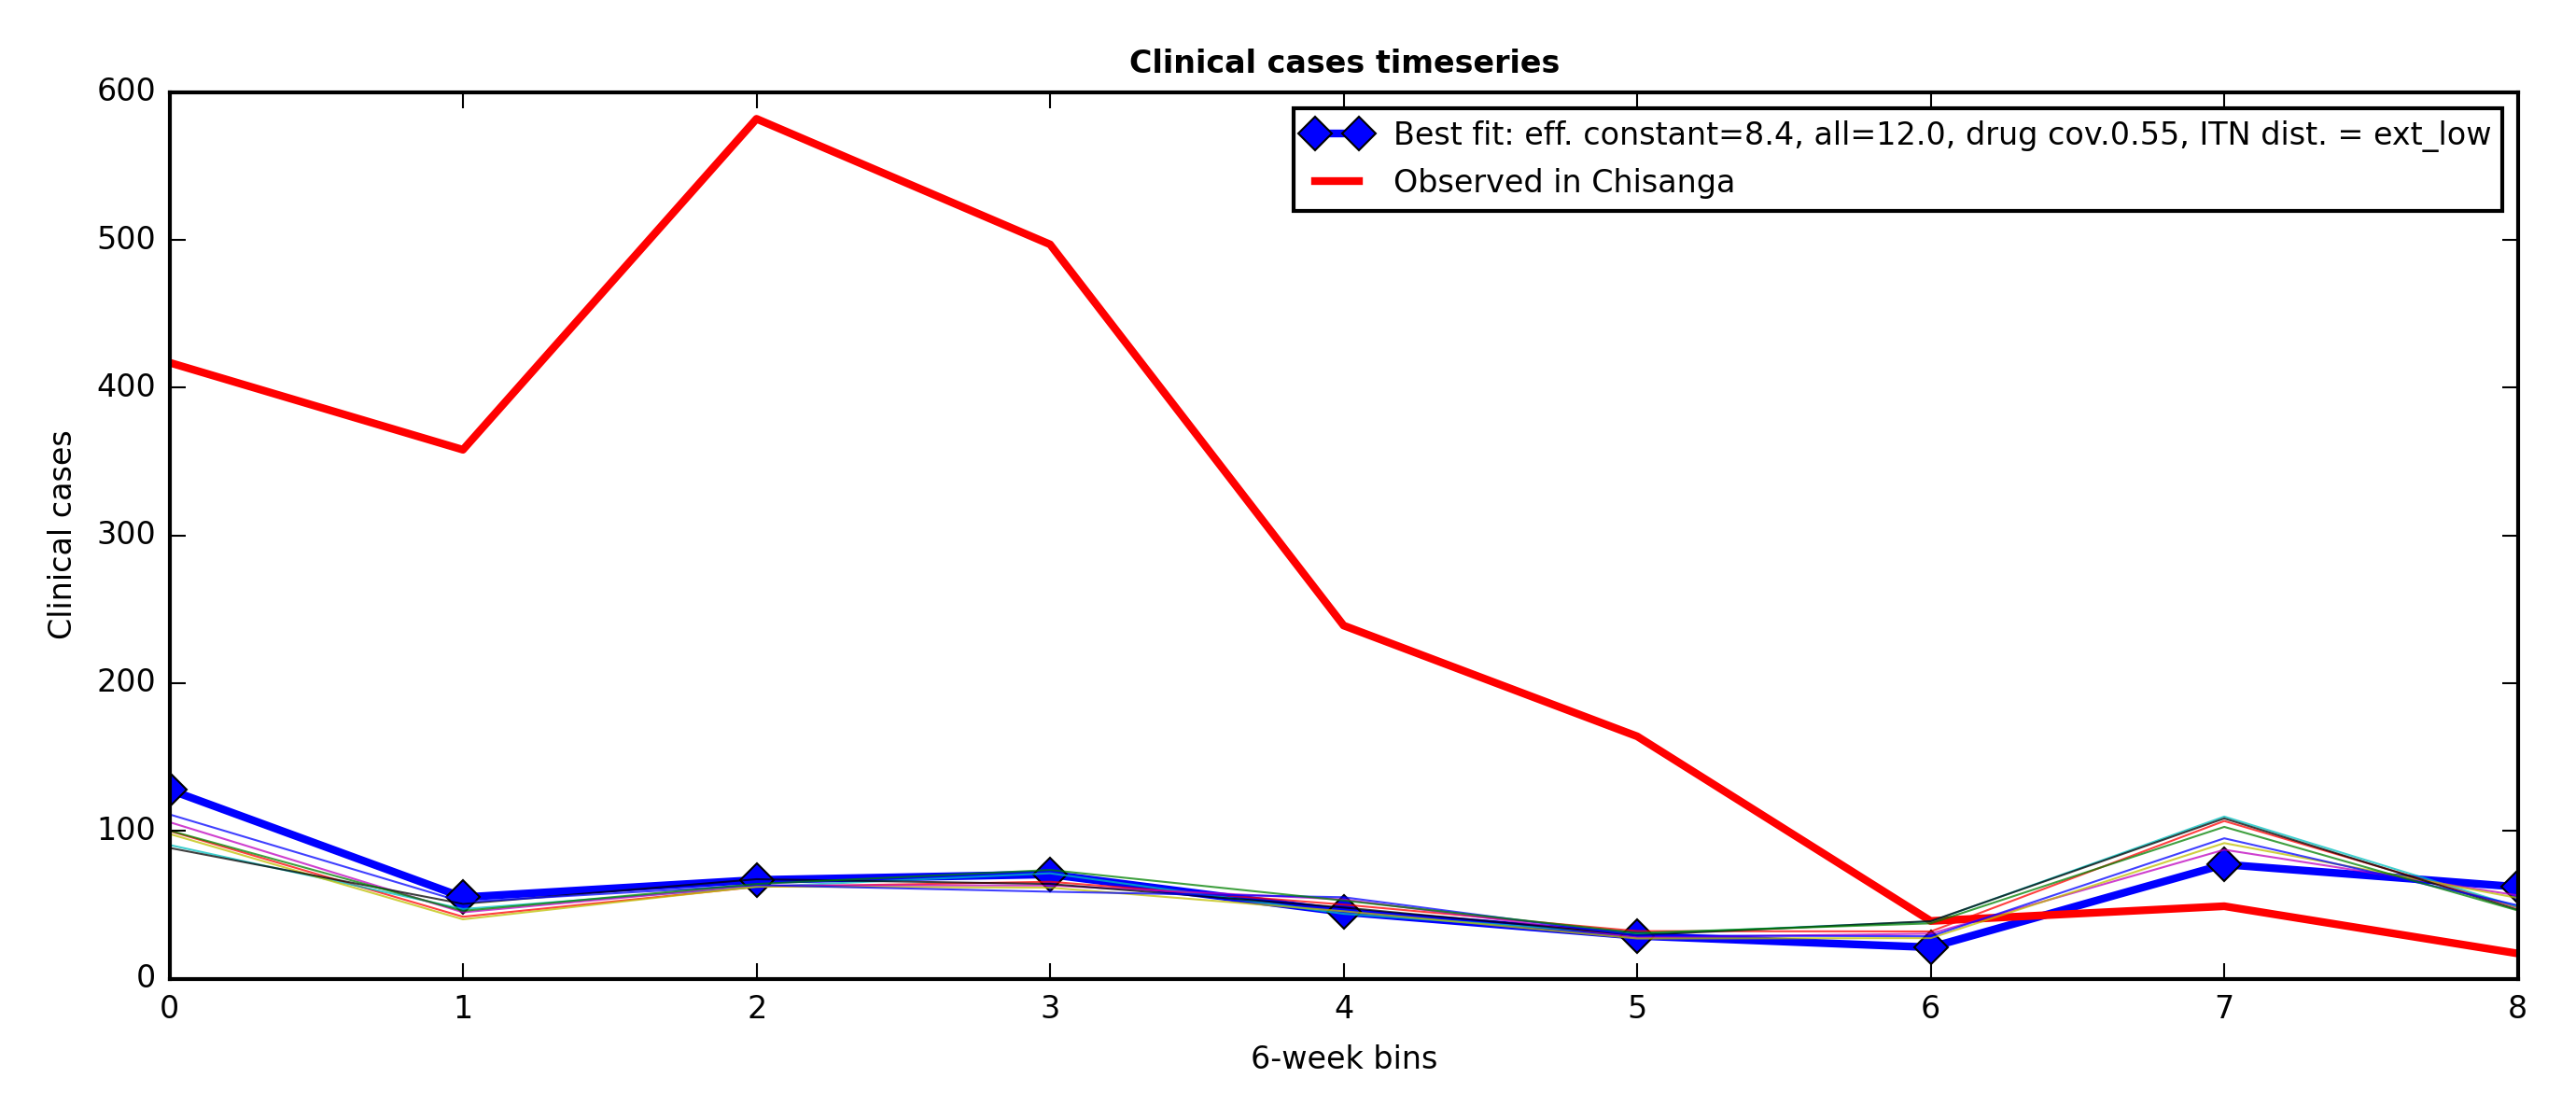 Clinical cases timeseries
600
500
400
300
200
100
0
Clinical cases
Best fit: eff. constant=8.4, all=12.0, drug cov.0.55, ITN dist. = ext_low
Observed in Chisanga
0 1 2 3 4 5 6 7 8
6-week bins